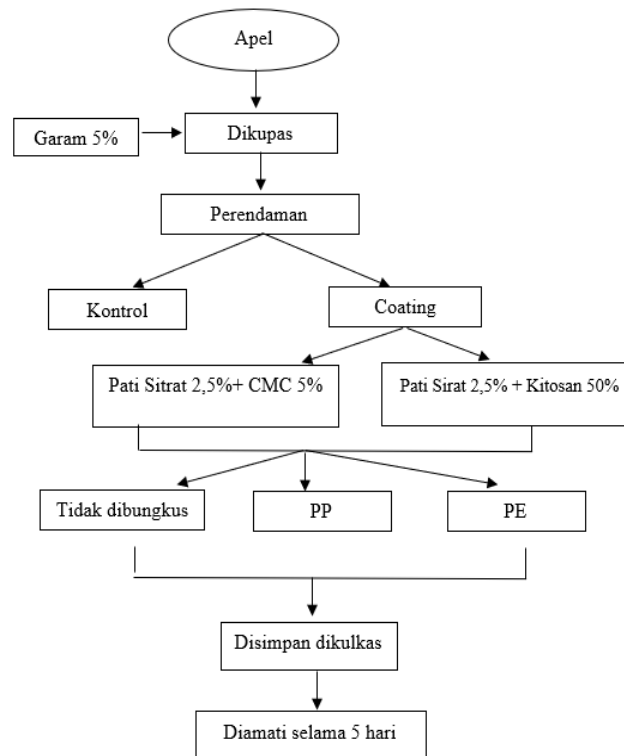 Apel
Garam 5%
Dikupas
Perendaman
Kontrol
Coating
Pati Sitrat 2,5%+ CMC 5%
Pati Sirat 2,5% + Kitosan 50%
Tidak dibungkus
PP
PE
Disimpan dikulkas
Diamati selama 5 hari